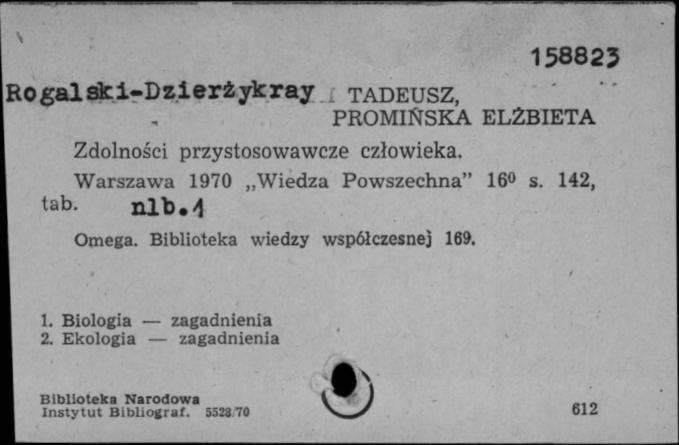 158823
Rogalski-Dzierżykray TADEUSZ,
PROMIŃSKA ELŻBIETA
Zdolności przystosowawcze człowieka.
Warszawa 1970 „Wiedza Powszechna” 16⁰ s. 142,
tab. nlb.1
Omega. Biblioteka wiedzy współczesnej 169.
1. Biologia — zagadnienia
2. Ekologia — zagadnienia
Biblioteka Narodowa
Instytut Bibliograf. 5528/70
612